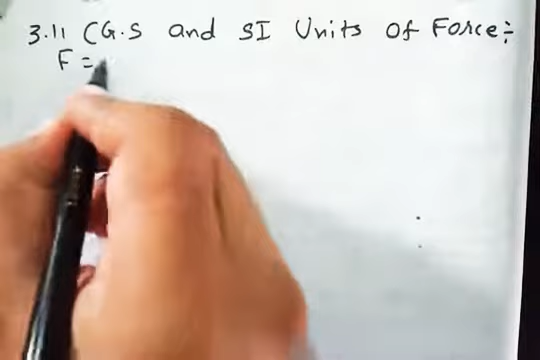 3.11 CG.S and SI Units of Force÷
F =